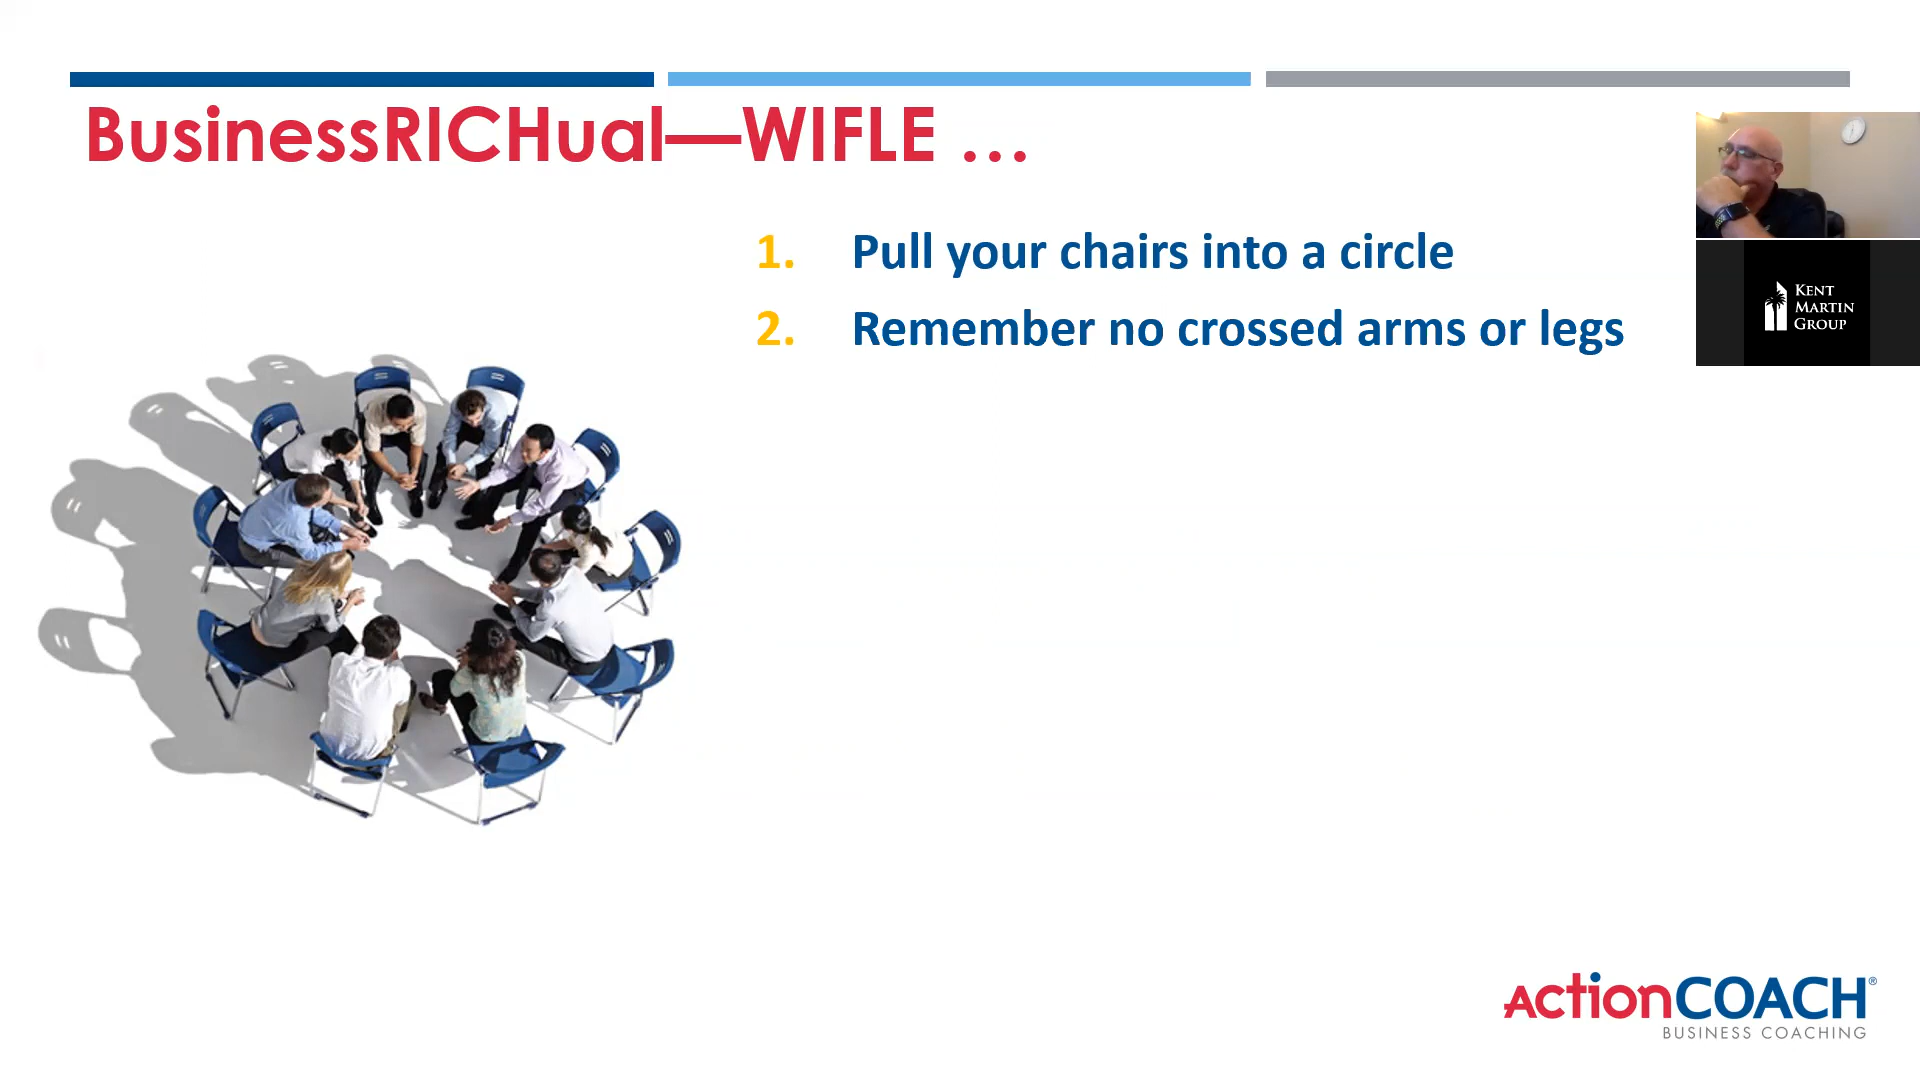 BusinessRICHual—WIFLE ...
1. Pull your chairs into a circle
2. Remember no crossed arms or legs
KENT
MARTIN
GROUP
ActionCOACH®
BUSINESS COACHING